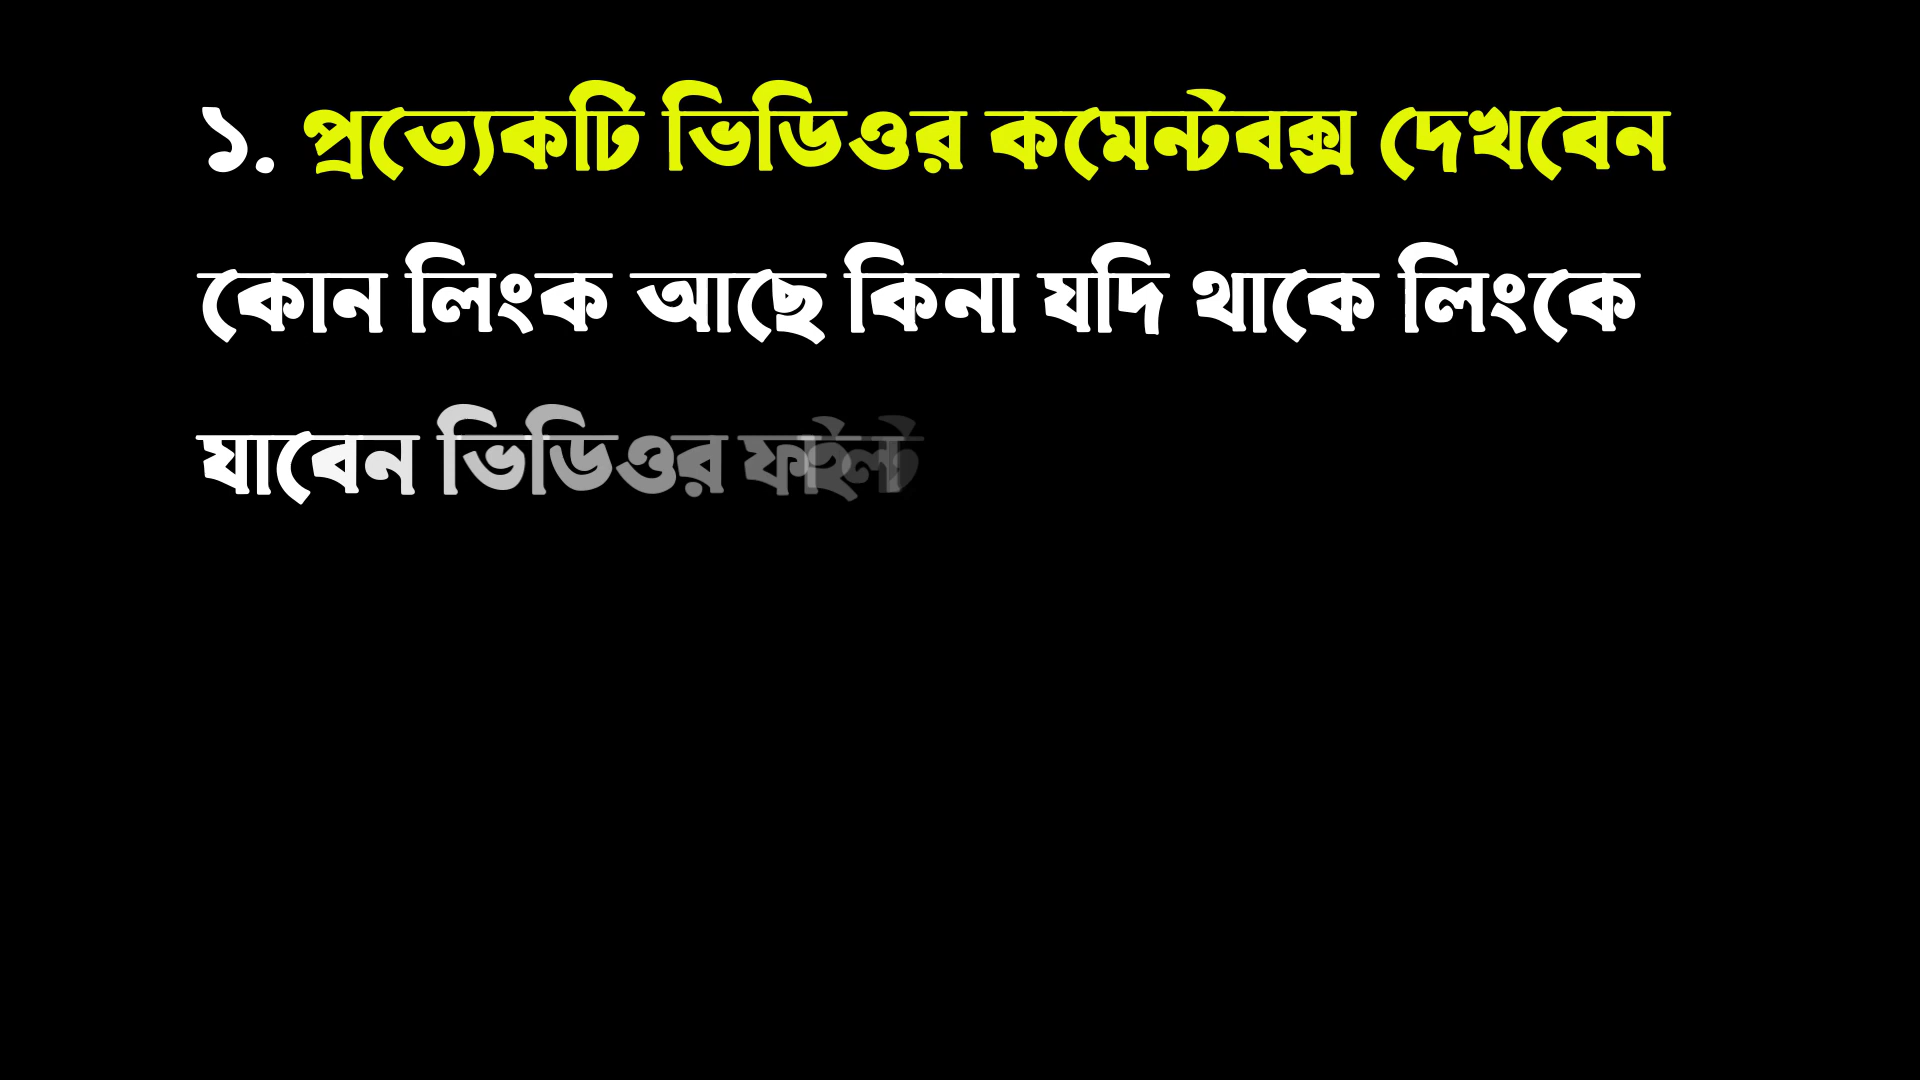 ১. প্রত্যেকটি ভিডিওর কমেন্টবক্স দেখবেন
কোন লিংক আছে কিনা যদি থাকে লিংকে
যাবেন ভিডিওর